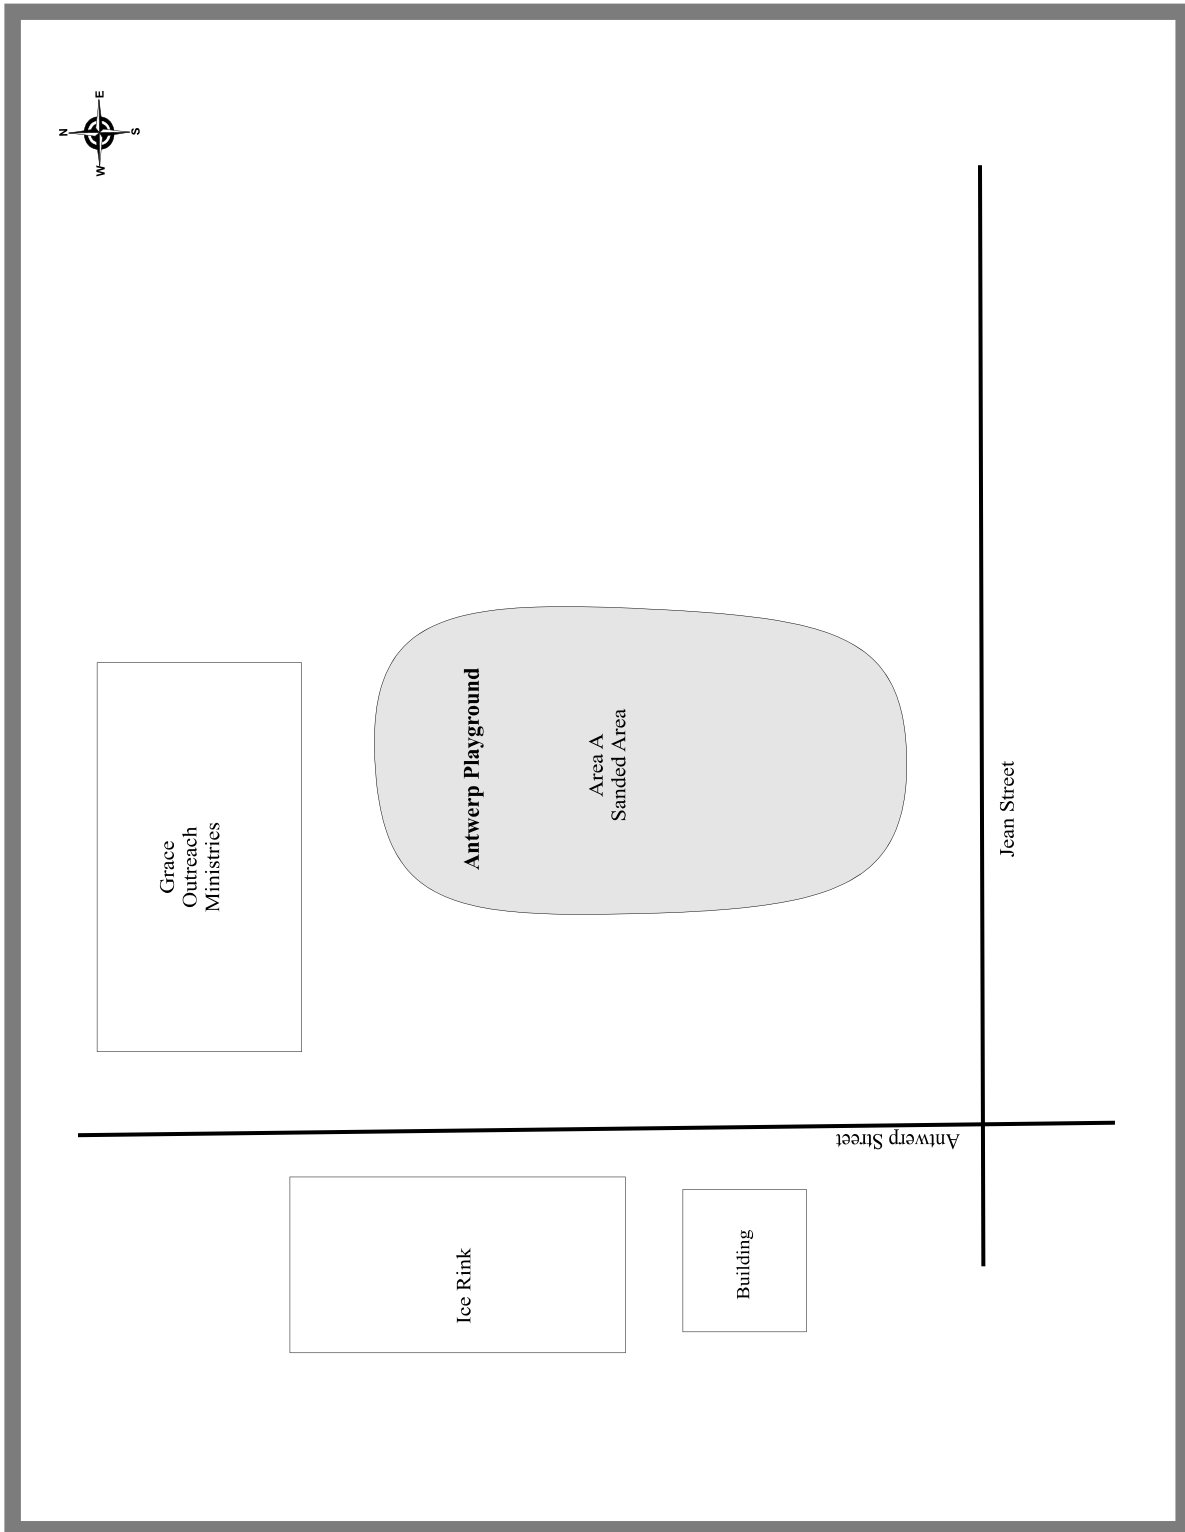 N
E
S
W
Grace
Outreach
Ministries
Antwerp Playground
Area A
Sanded Area
Jean Street
Antwerp Street
Ice Rink
Building